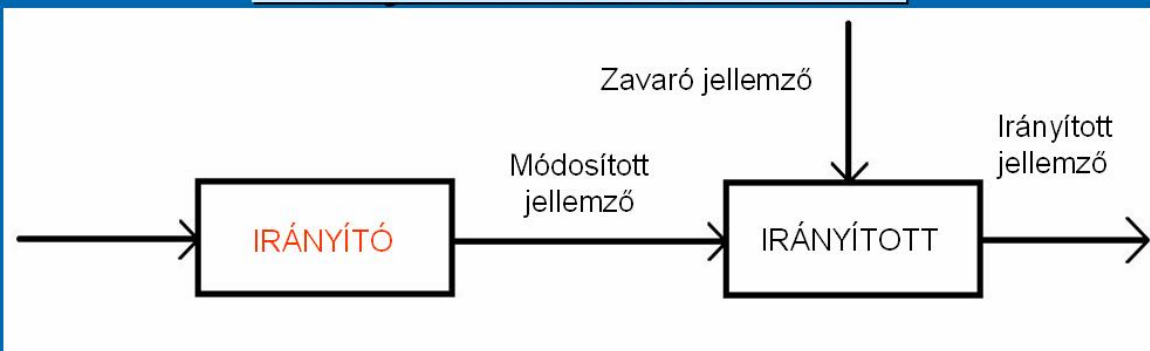 Zavaró jellemző
Irányított
jellemző
Módosított
jellemző
IRÁNYÍTÓ
IRÁNYÍTOTT